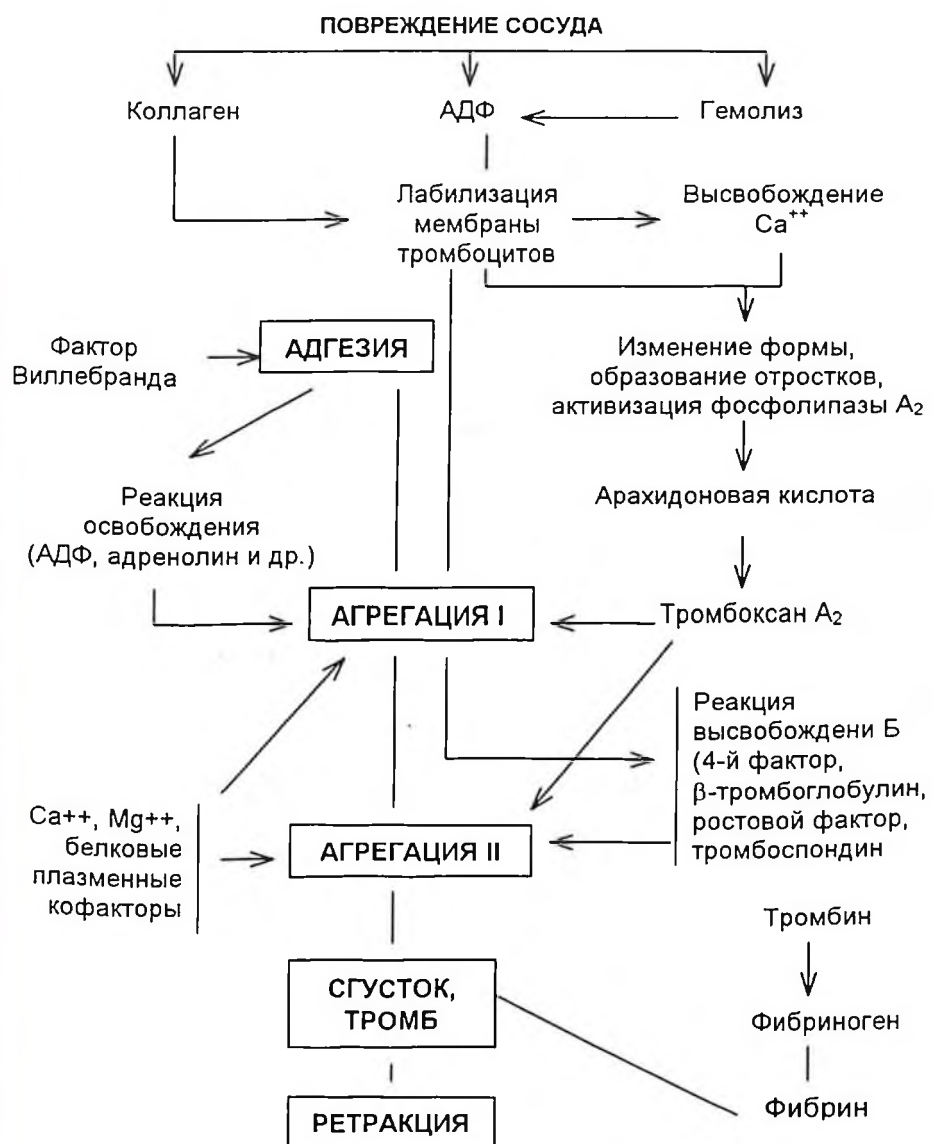 ПОВРЕЖДЕНИЕ СОСУДА
Коллаген
АДФ
Гемолиз
Лабилизация
мембраны
тромбоцитов
Высвобождение
Ca⁺⁺
АДГЕЗИЯ
Фактор
Виллебранда
Изменение формы,
образование отростков,
активизация фосфолипазы А₂
Реакция
освобождения
(АДФ, адренолин и др.)
Арахидоновая кислота
АГРЕГАЦИЯ I
Тромбоксан А₂
Реакция
высвобождени Б
(4-й фактор,
β-тромбоглобулин,
ростовой фактор,
тромбоспондин
Ca++, Mg++,
белковые
плазменные
кофакторы
АГРЕГАЦИЯ II
Тромбин
СГУСТОК,
ТРОМБ
Фибриноген
Фибрин
РЕТРАКЦИЯ